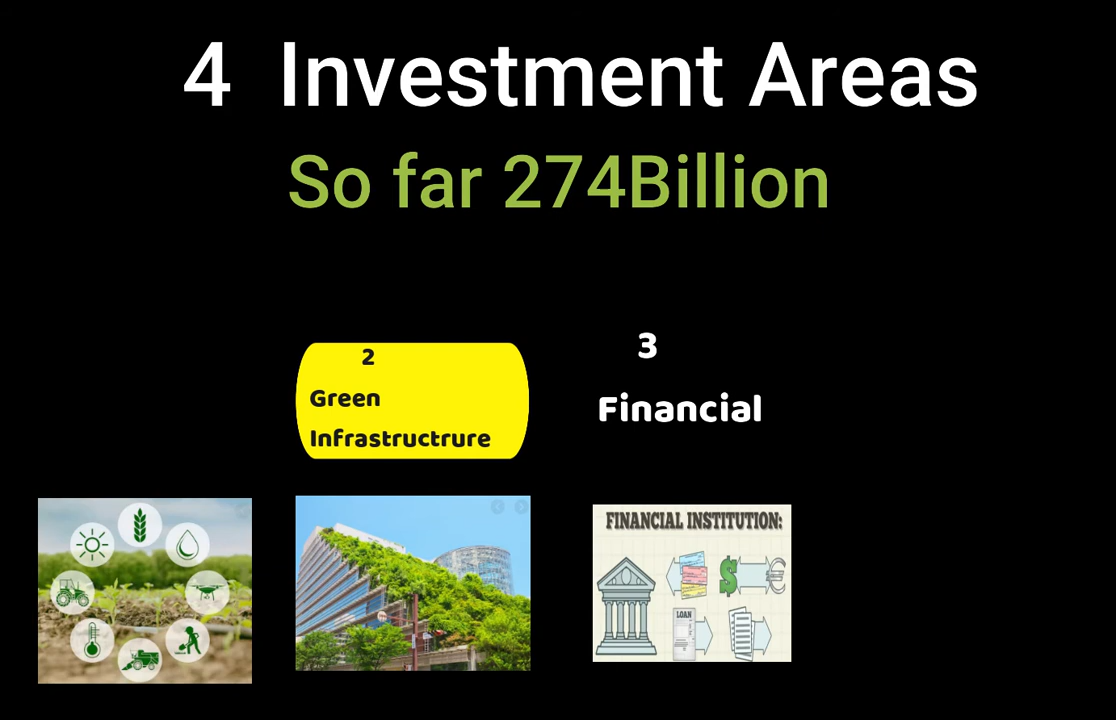 4 Investment Areas
So far 274Billion
2
Green
Infrastructrure
3
Financial
FINANCIAL INSTITUTION:
LOAN